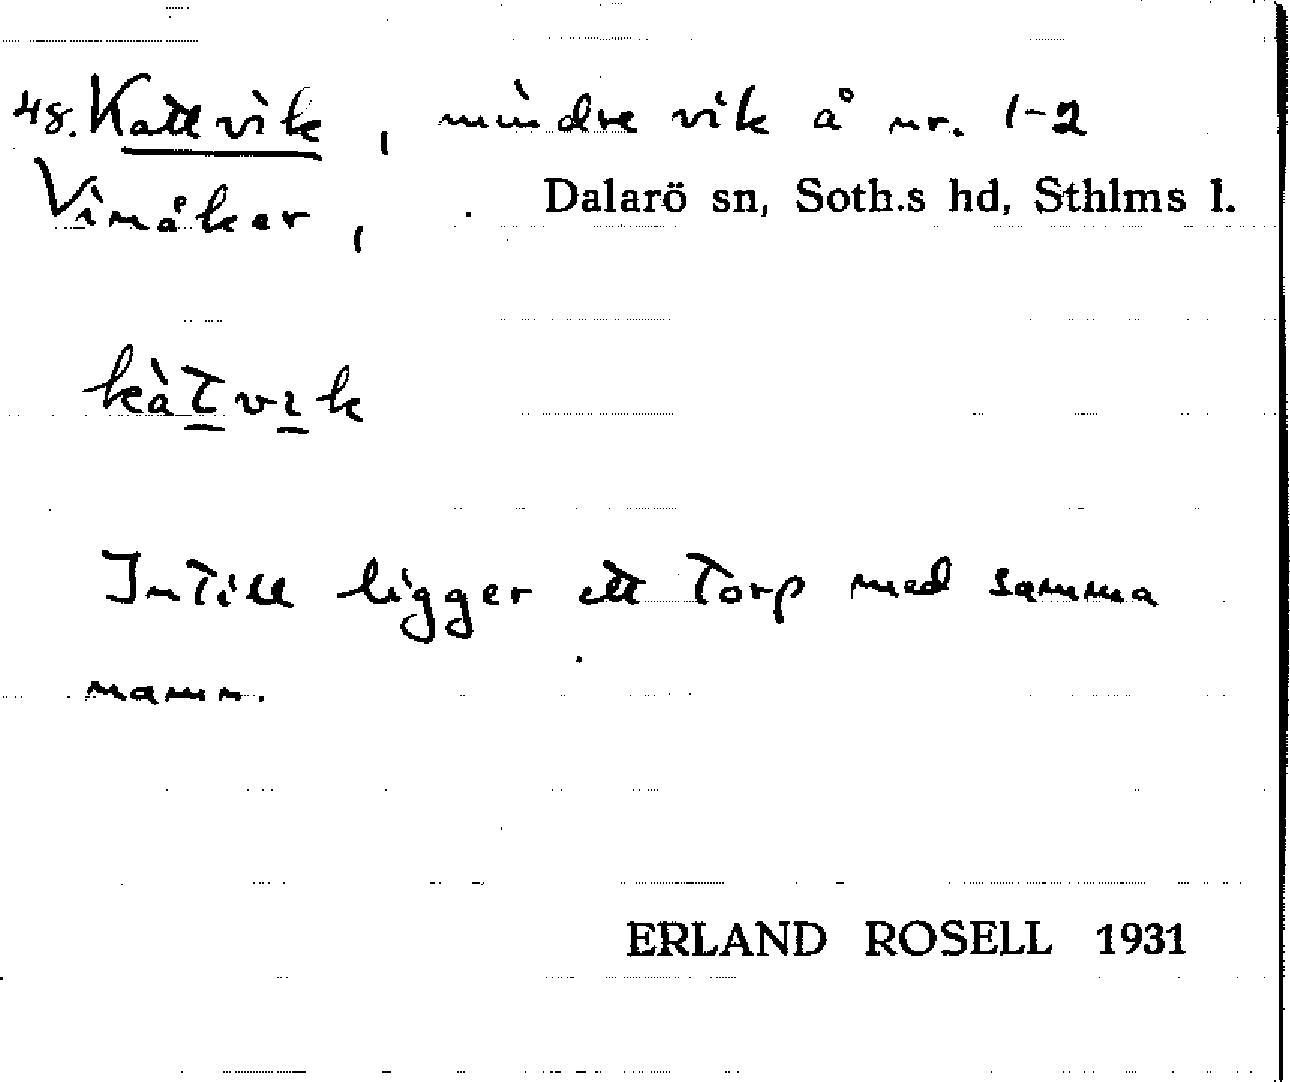 48. Kattvik, mindre vik å nr. 1-2
Vinåker, . Dalarö sn, Soth.s hd, Sthlms l.
kàtvık
Intill ligger ett torp med samma
namn.
ERLAND ROSELL 1931